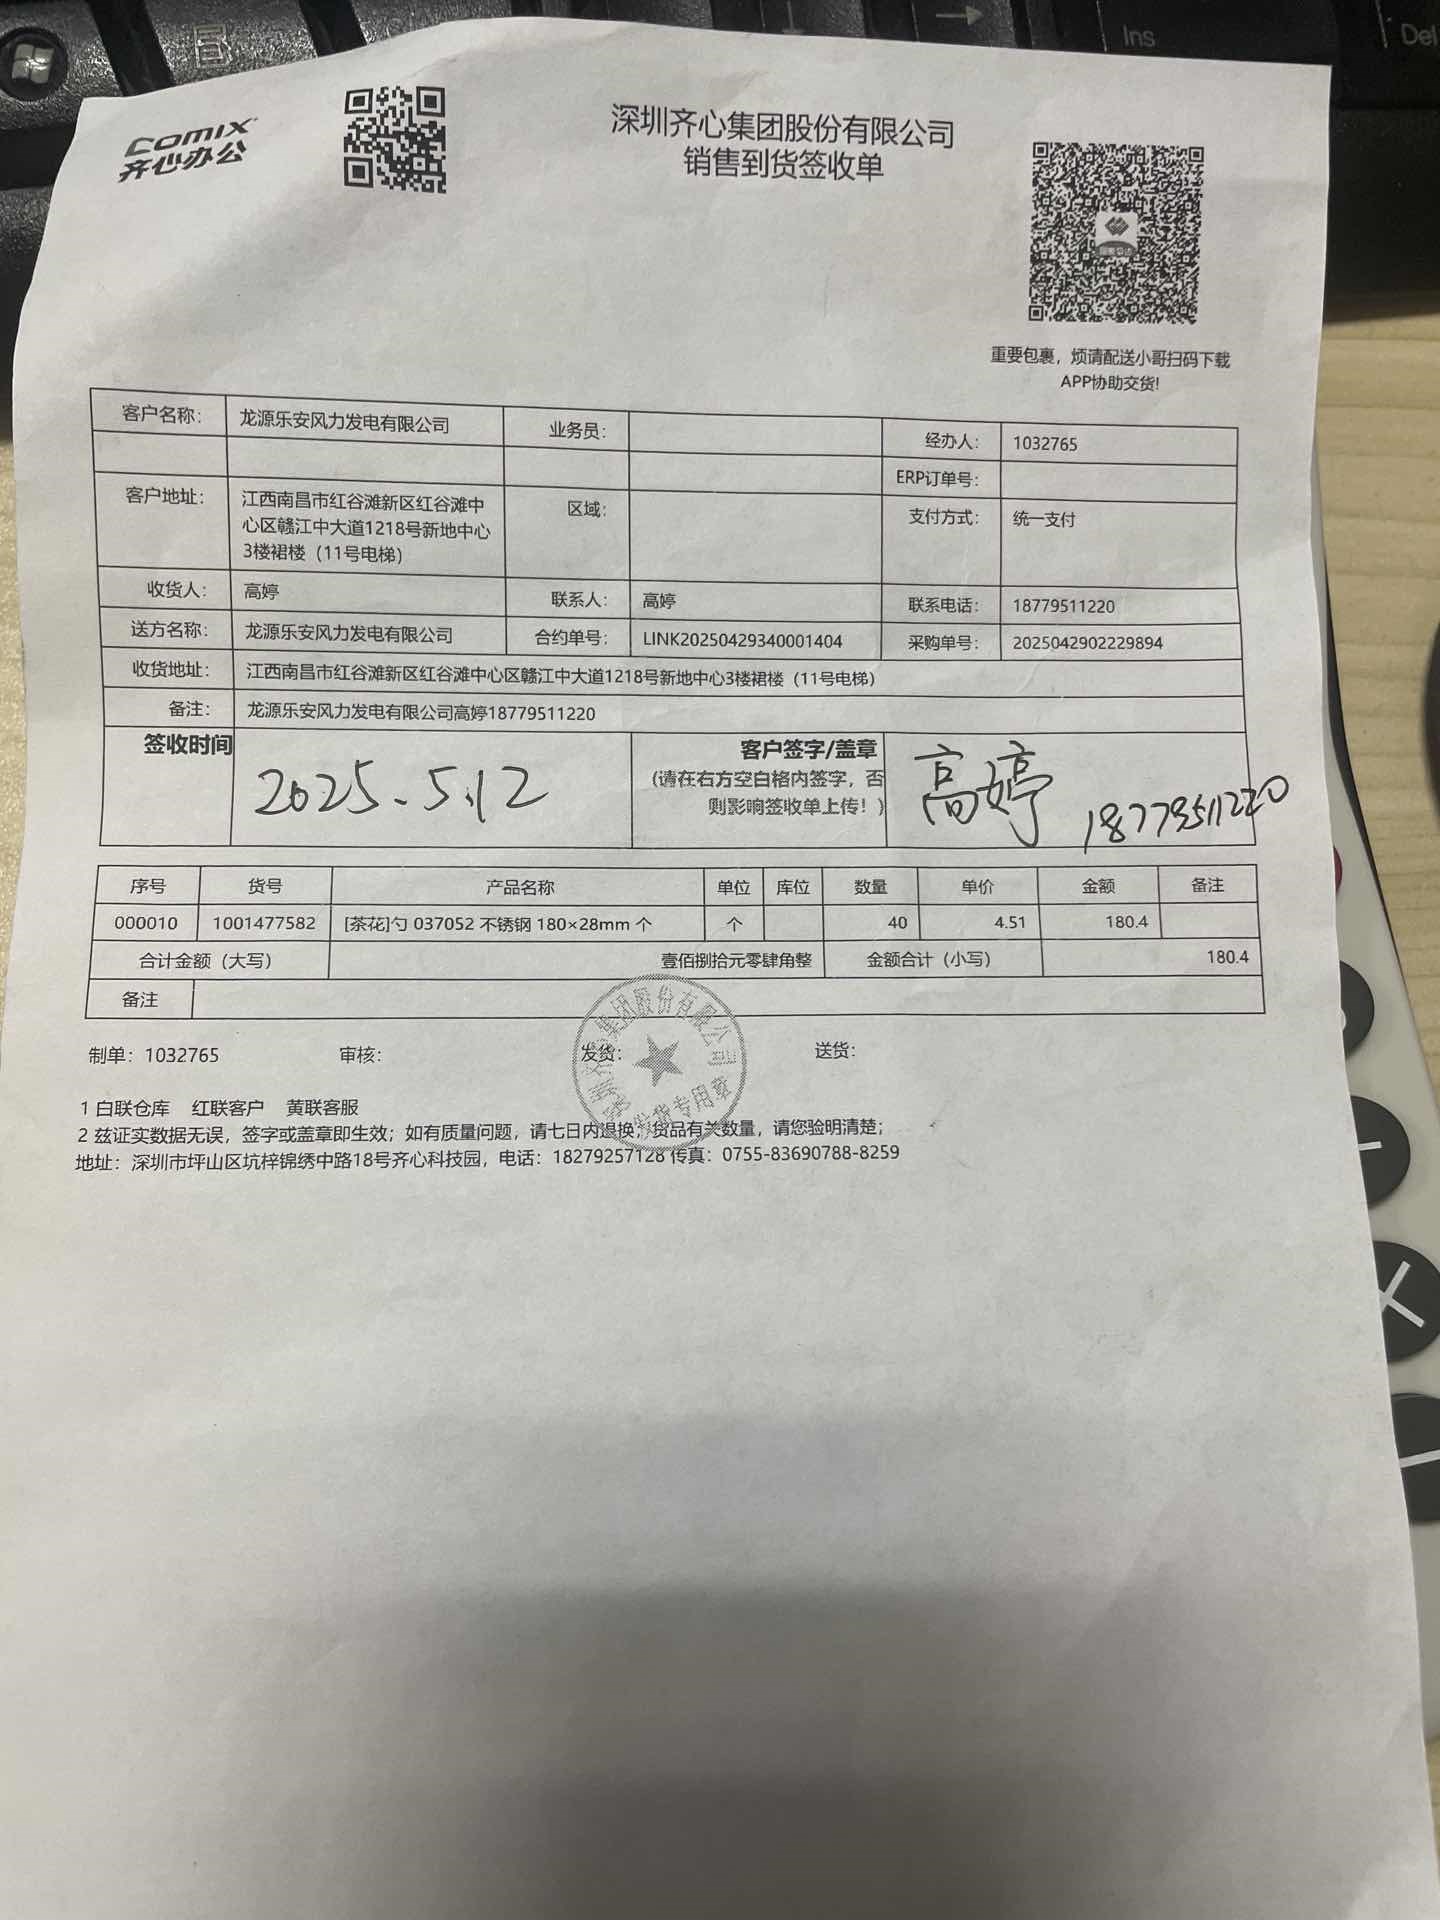 Ins
Del
COMIX
齐心办公
深圳齐心集团股份有限公司
销售到货签收单
重要包裹，烦请配送小哥扫码下载
APP协助交货!
客户名称： 龙源乐安风力发电有限公司 业务员： 经办人： 1032765
ERP订单号：
客户地址： 江西南昌市红谷滩新区红谷滩中
心区赣江中大道1218号新地中心
3楼裙楼（11号电梯）
区域： 支付方式： 统一支付
收货人： 高婷 联系人： 高婷 联系电话： 18779511220
送方名称： 龙源乐安风力发电有限公司 合约单号： LINK20250429340001404 采购单号： 2025042902229894
收货地址： 江西南昌市红谷滩新区红谷滩中心区赣江中大道1218号新地中心3楼裙楼（11号电梯）
备注： 龙源乐安风力发电有限公司高婷18779511220
签收时间 2025.5.12
客户签字/盖章
(请在右方空白格内签字，否
则影响签收单上传！)
高婷 18779511220
序号 货号 产品名称 单位 库位 数量 单价 金额 备注
000010 1001477582 [茶花]勺 037052 不锈钢 180×28mm 个 个 40 4.51 180.4
合计金额（大写） 壹佰捌拾元零肆角整 金额合计（小写） 180.4
备注
制单：1032765 审核： 发货： 送货：
集团股份有限公司
货专用章
1 白联仓库 红联客户 黄联客服
2 兹证实数据无误，签字或盖章即生效；如有质量问题，请七日内退换；货品有关数量，请您验明清楚；
地址：深圳市坪山区坑梓锦绣中路18号齐心科技园，电话：18279257128 传真：0755-83690788-8259